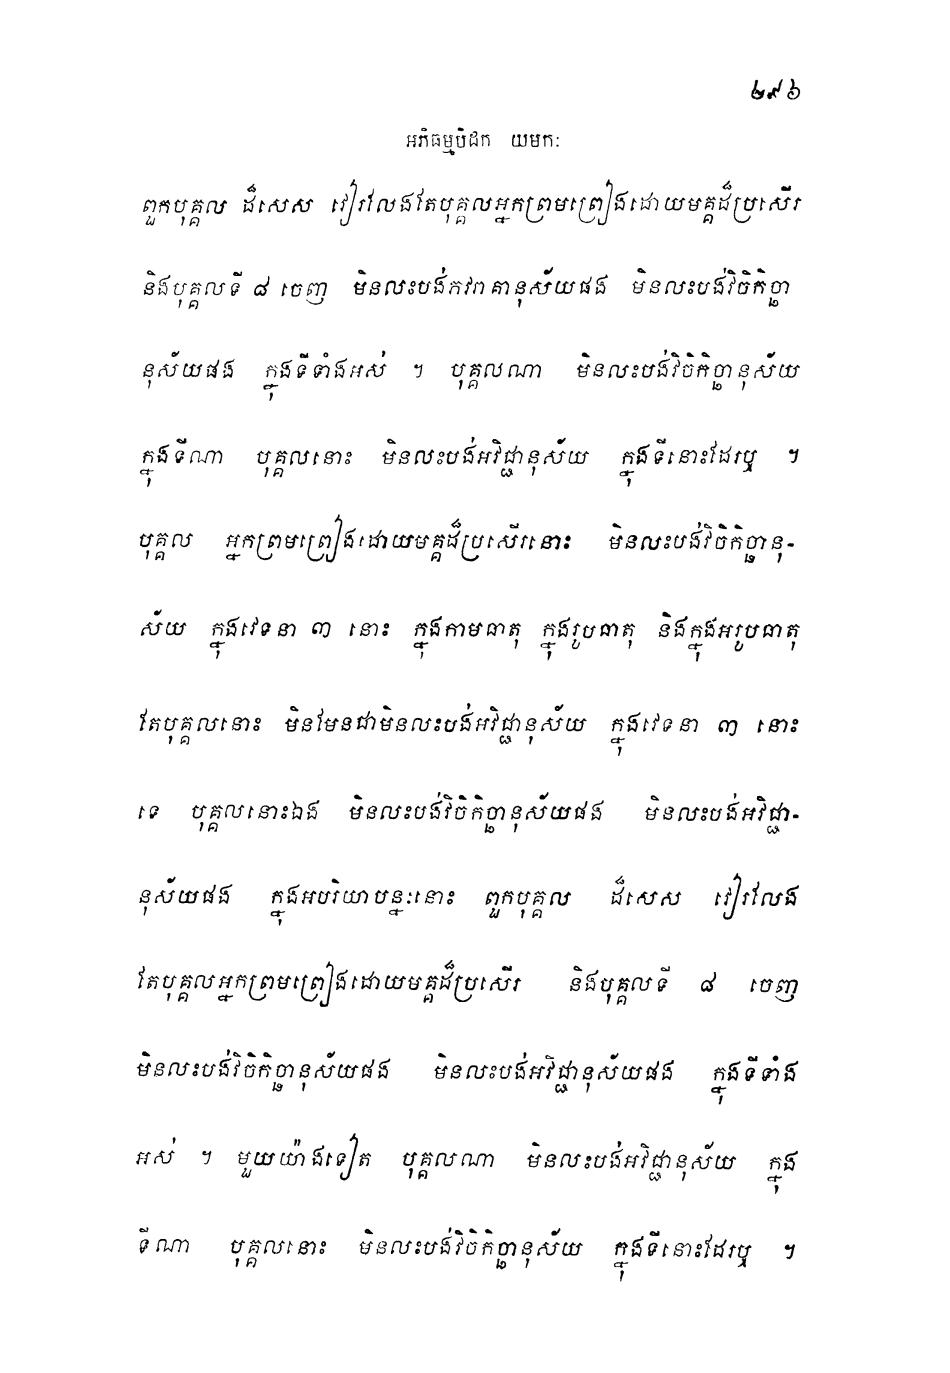 ២៩៦
អភិធម្មបិដក យមកៈ
ពួកបុគ្គល ដ៏សេស វៀរលែងតែបុគ្គលអ្នកព្រមព្រៀងដោយមគ្គដ៏ប្រសើរ
និងបុគ្គលទី ៨ ចេញ មិនលះបង់ភវរាគានុស័យផង មិនលះបង់វិចិកិច្ឆា
នុស័យផង ក្នុងទីទាំងអស់ ។ បុគ្គលណា មិនលះបង់វិចិកិច្ឆានុស័យ
ក្នុងទីណា បុគ្គលនោះ មិនលះបង់អវិជ្ជានុស័យ ក្នុងទីនោះដែរឬ ។
បុគ្គល អ្នកព្រមព្រៀងដោយមគ្គដ៏ប្រសើរនោះ មិនលះបង់វិចិកិច្ឆានុ-
ស័យ ក្នុងវេទនា ៣ នោះ ក្នុងកាមធាតុ ក្នុងរូបធាតុ និងក្នុងអរូបធាតុ
តែបុគ្គលនោះ មិនមែនជាមិនលះបង់អវិជ្ជានុស័យ ក្នុងវេទនា ៣ នោះ
ទេ បុគ្គលនោះឯង មិនលះបង់វិចិកិច្ឆានុស័យផង មិនលះបង់អវិជ្ជា-
នុស័យផង ក្នុងអបរិយាបន្នៈនោះ ពួកបុគ្គល ដ៏សេស វៀរលែង
តែបុគ្គលអ្នកព្រមព្រៀងដោយមគ្គដ៏ប្រសើរ និងបុគ្គលទី ៨ ចេញ
មិនលះបង់វិចិកិច្ឆានុស័យផង មិនលះបង់អវិជ្ជានុស័យផង ក្នុងទីទាំង
អស់ ។ មួយយ៉ាងទៀត បុគ្គលណា មិនលះបង់អវិជ្ជានុស័យ ក្នុង
ទីណា បុគ្គលនោះ មិនលះបង់វិចិកិច្ឆានុស័យ ក្នុងទីនោះដែរឬ ។